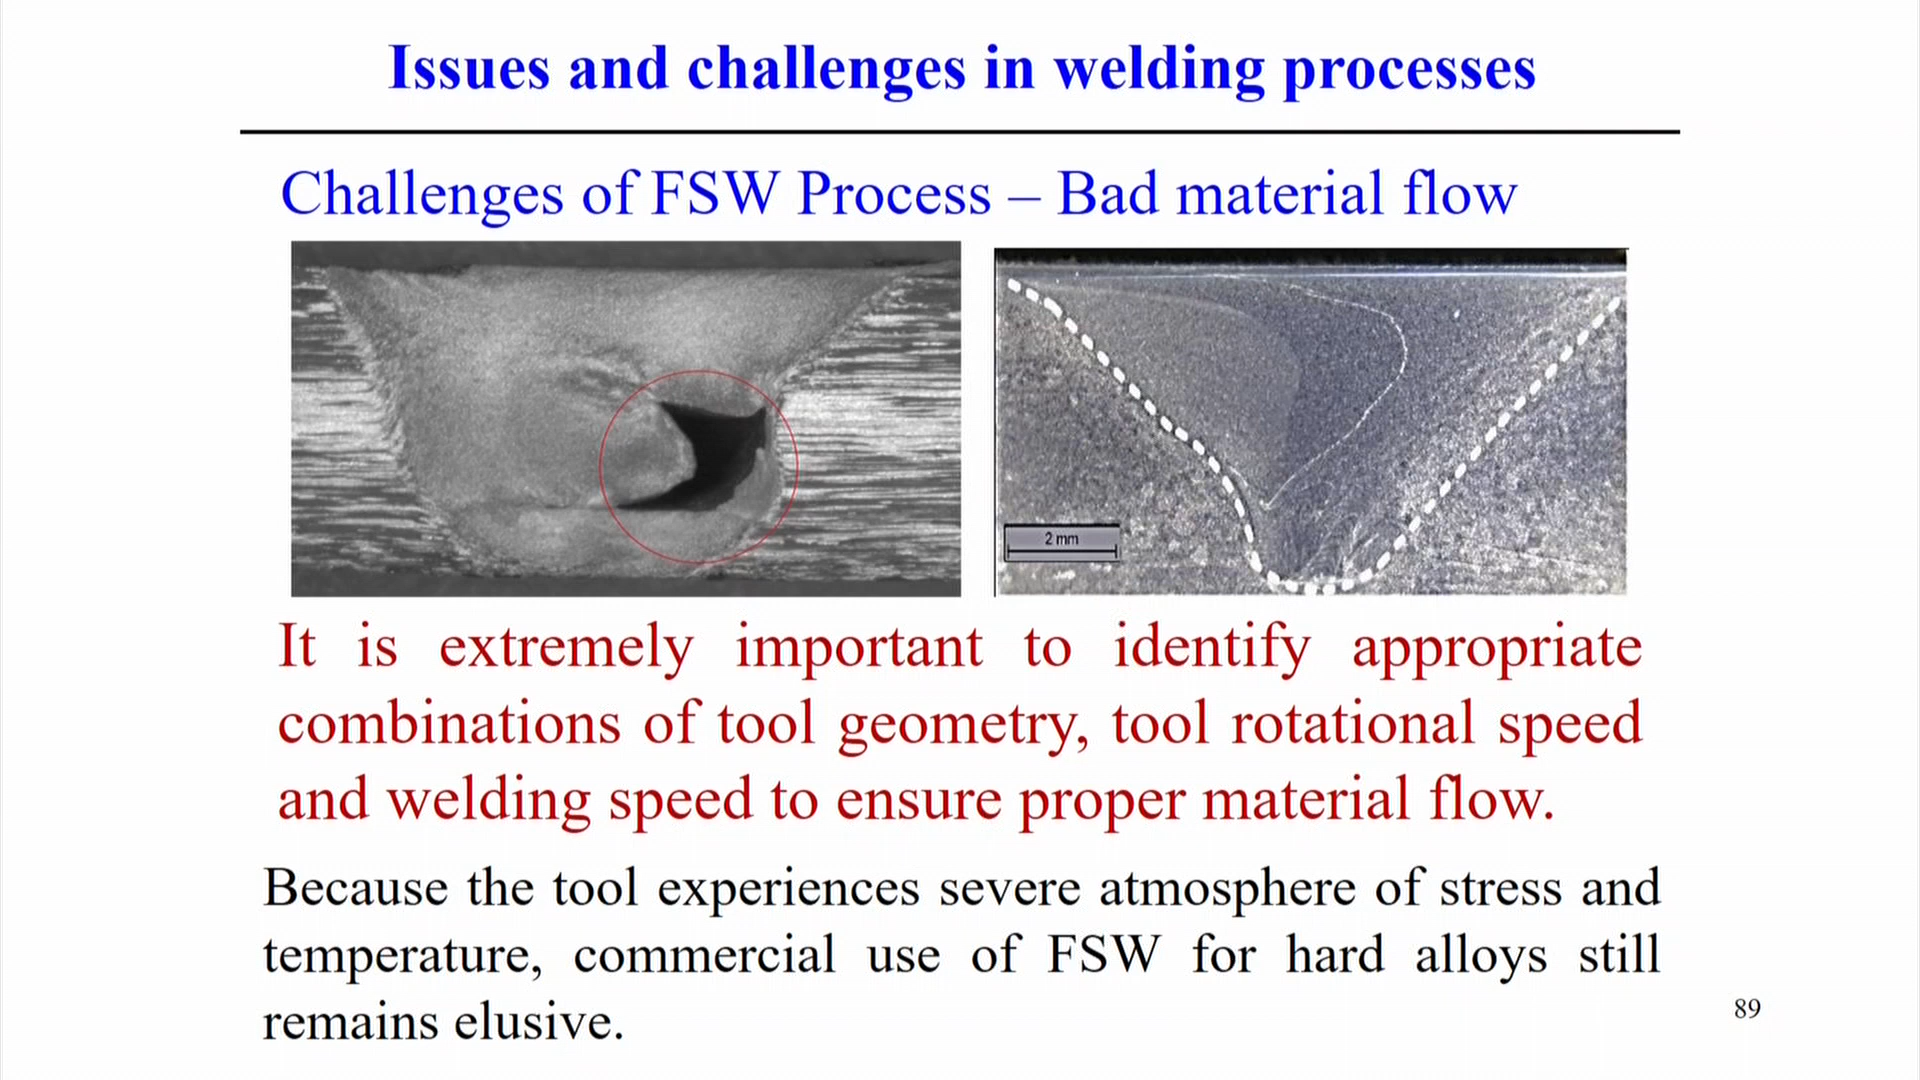 Issues and challenges in welding processes
Challenges of FSW Process – Bad material flow
2 mm
It is extremely important to identify appropriate
combinations of tool geometry, tool rotational speed
and welding speed to ensure proper material flow.
Because the tool experiences severe atmosphere of stress and
temperature, commercial use of FSW for hard alloys still
remains elusive.
89